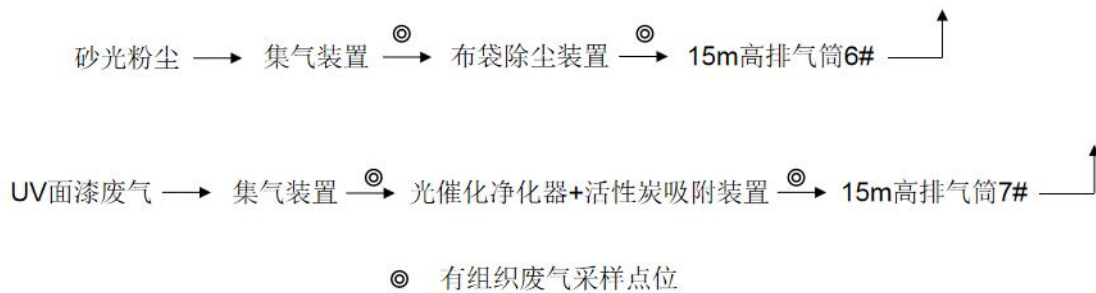 砂光粉尘 → 集气装置 ◎→ 布袋除尘装置 ◎→ 15m高排气筒6#
UV面漆废气 → 集气装置 ◎→ 光催化净化器+活性炭吸附装置 ◎→ 15m高排气筒7#
◎ 有组织废气采样点位